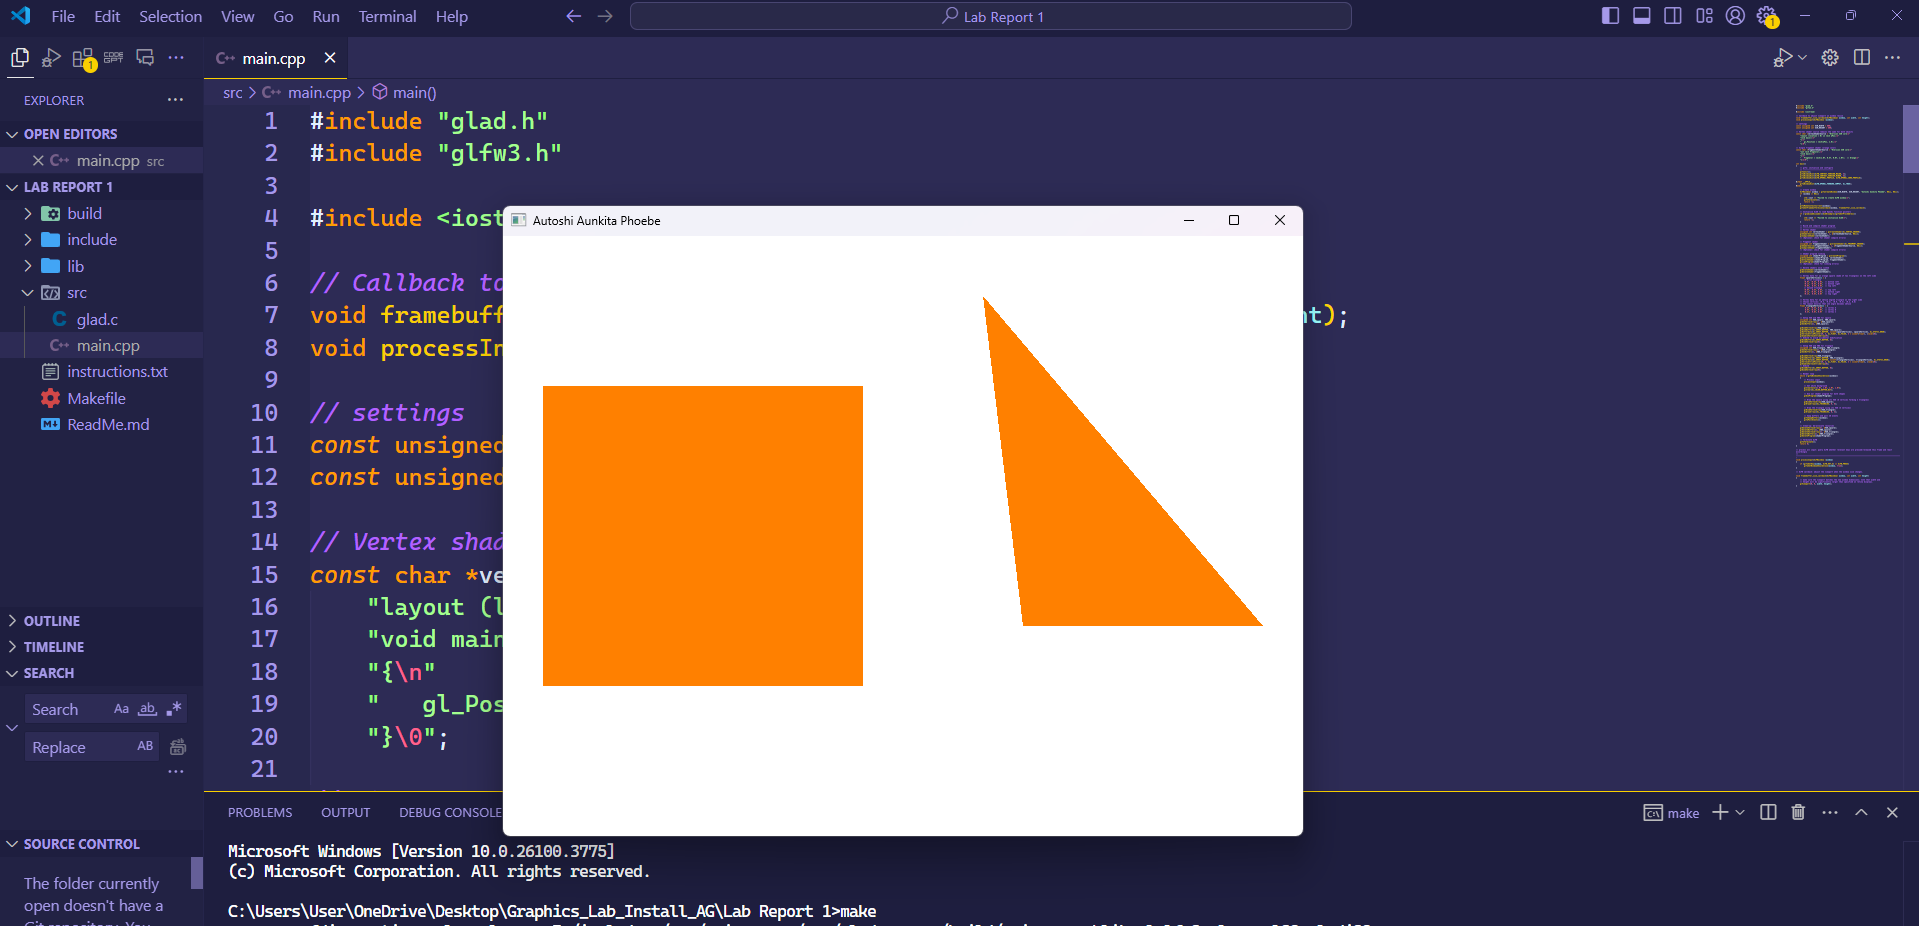 File Edit Selection View Go Run Terminal Help
Lab Report 1
1
1
main.cpp
EXPLORER
src > main.cpp > main()
OPEN EDITORS
main.cpp src
LAB REPORT 1
build
include
lib
src
glad.c
main.cpp
instructions.txt
Makefile
ReadMe.md
OUTLINE
TIMELINE
SEARCH
Search Aa ab
Replace AB
SOURCE CONTROL
The folder currently
open doesn't have a
1 #include "glad.h"
2 #include "glfw3.h"
3
4 #include <iost
5
6 // Callback to
7 void framebuff nt);
8 void processIn
9
10 // settings
11 const unsigned
12 const unsigned
13
14 // Vertex shad
15 const char *ve
16 "layout (l
17 "void main
18 "{\n"
19 " gl_Pos
20 "}\0";
21
Autoshi Aunkita Phoebe
PROBLEMS OUTPUT DEBUG CONSOLE
make
Microsoft Windows [Version 10.0.26100.3775]
(c) Microsoft Corporation. All rights reserved.
C:\Users\User\OneDrive\Desktop\Graphics_Lab_Install_AG\Lab Report 1>make